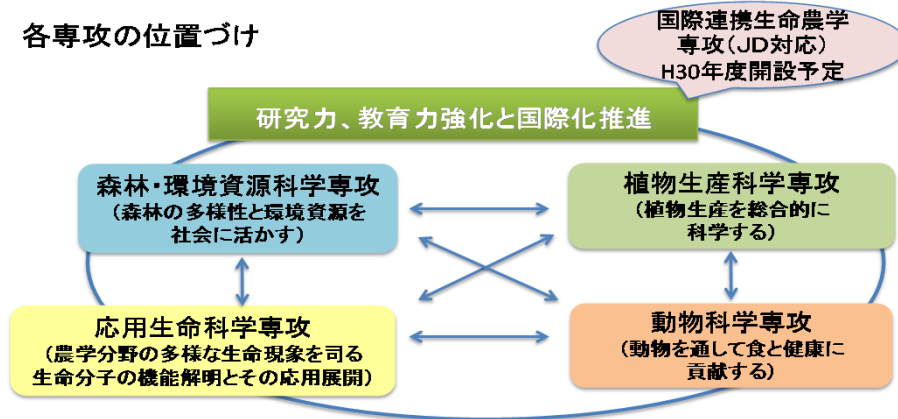 各専攻の位置づけ
国際連携生命農学
専攻(JD対応)
H30年度開設予定
研究力、教育力強化と国際化推進
森林・環境資源科学専攻
(森林の多様性と環境資源を
社会に活かす)
植物生産科学専攻
(植物生産を総合的に
科学する)
応用生命科学専攻
(農学分野の多様な生命現象を司る
生命分子の機能解明とその応用展開)
動物科学専攻
(動物を通して食と健康に
貢献する)